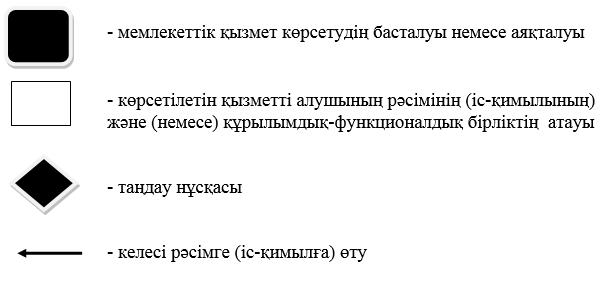 - мемлекеттік қызмет көрсетудің басталуы немесе аяқталуы
- көрсетілетін қызметті алушының рәсімінің (іс-қимылының)
және (немесе) құрылымдық-функционалдық бірліктің атауы
- таңдау нұсқасы
- келесі рәсімге (іс-қимылға) өту